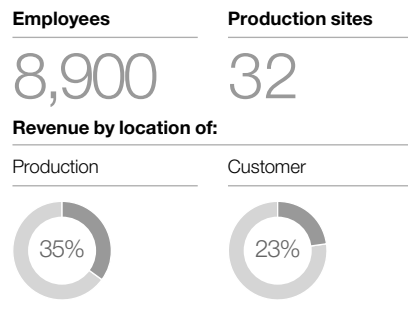 Employees
Production sites
8,900
32
Revenue by location of:
Production
Customer
35%
23%